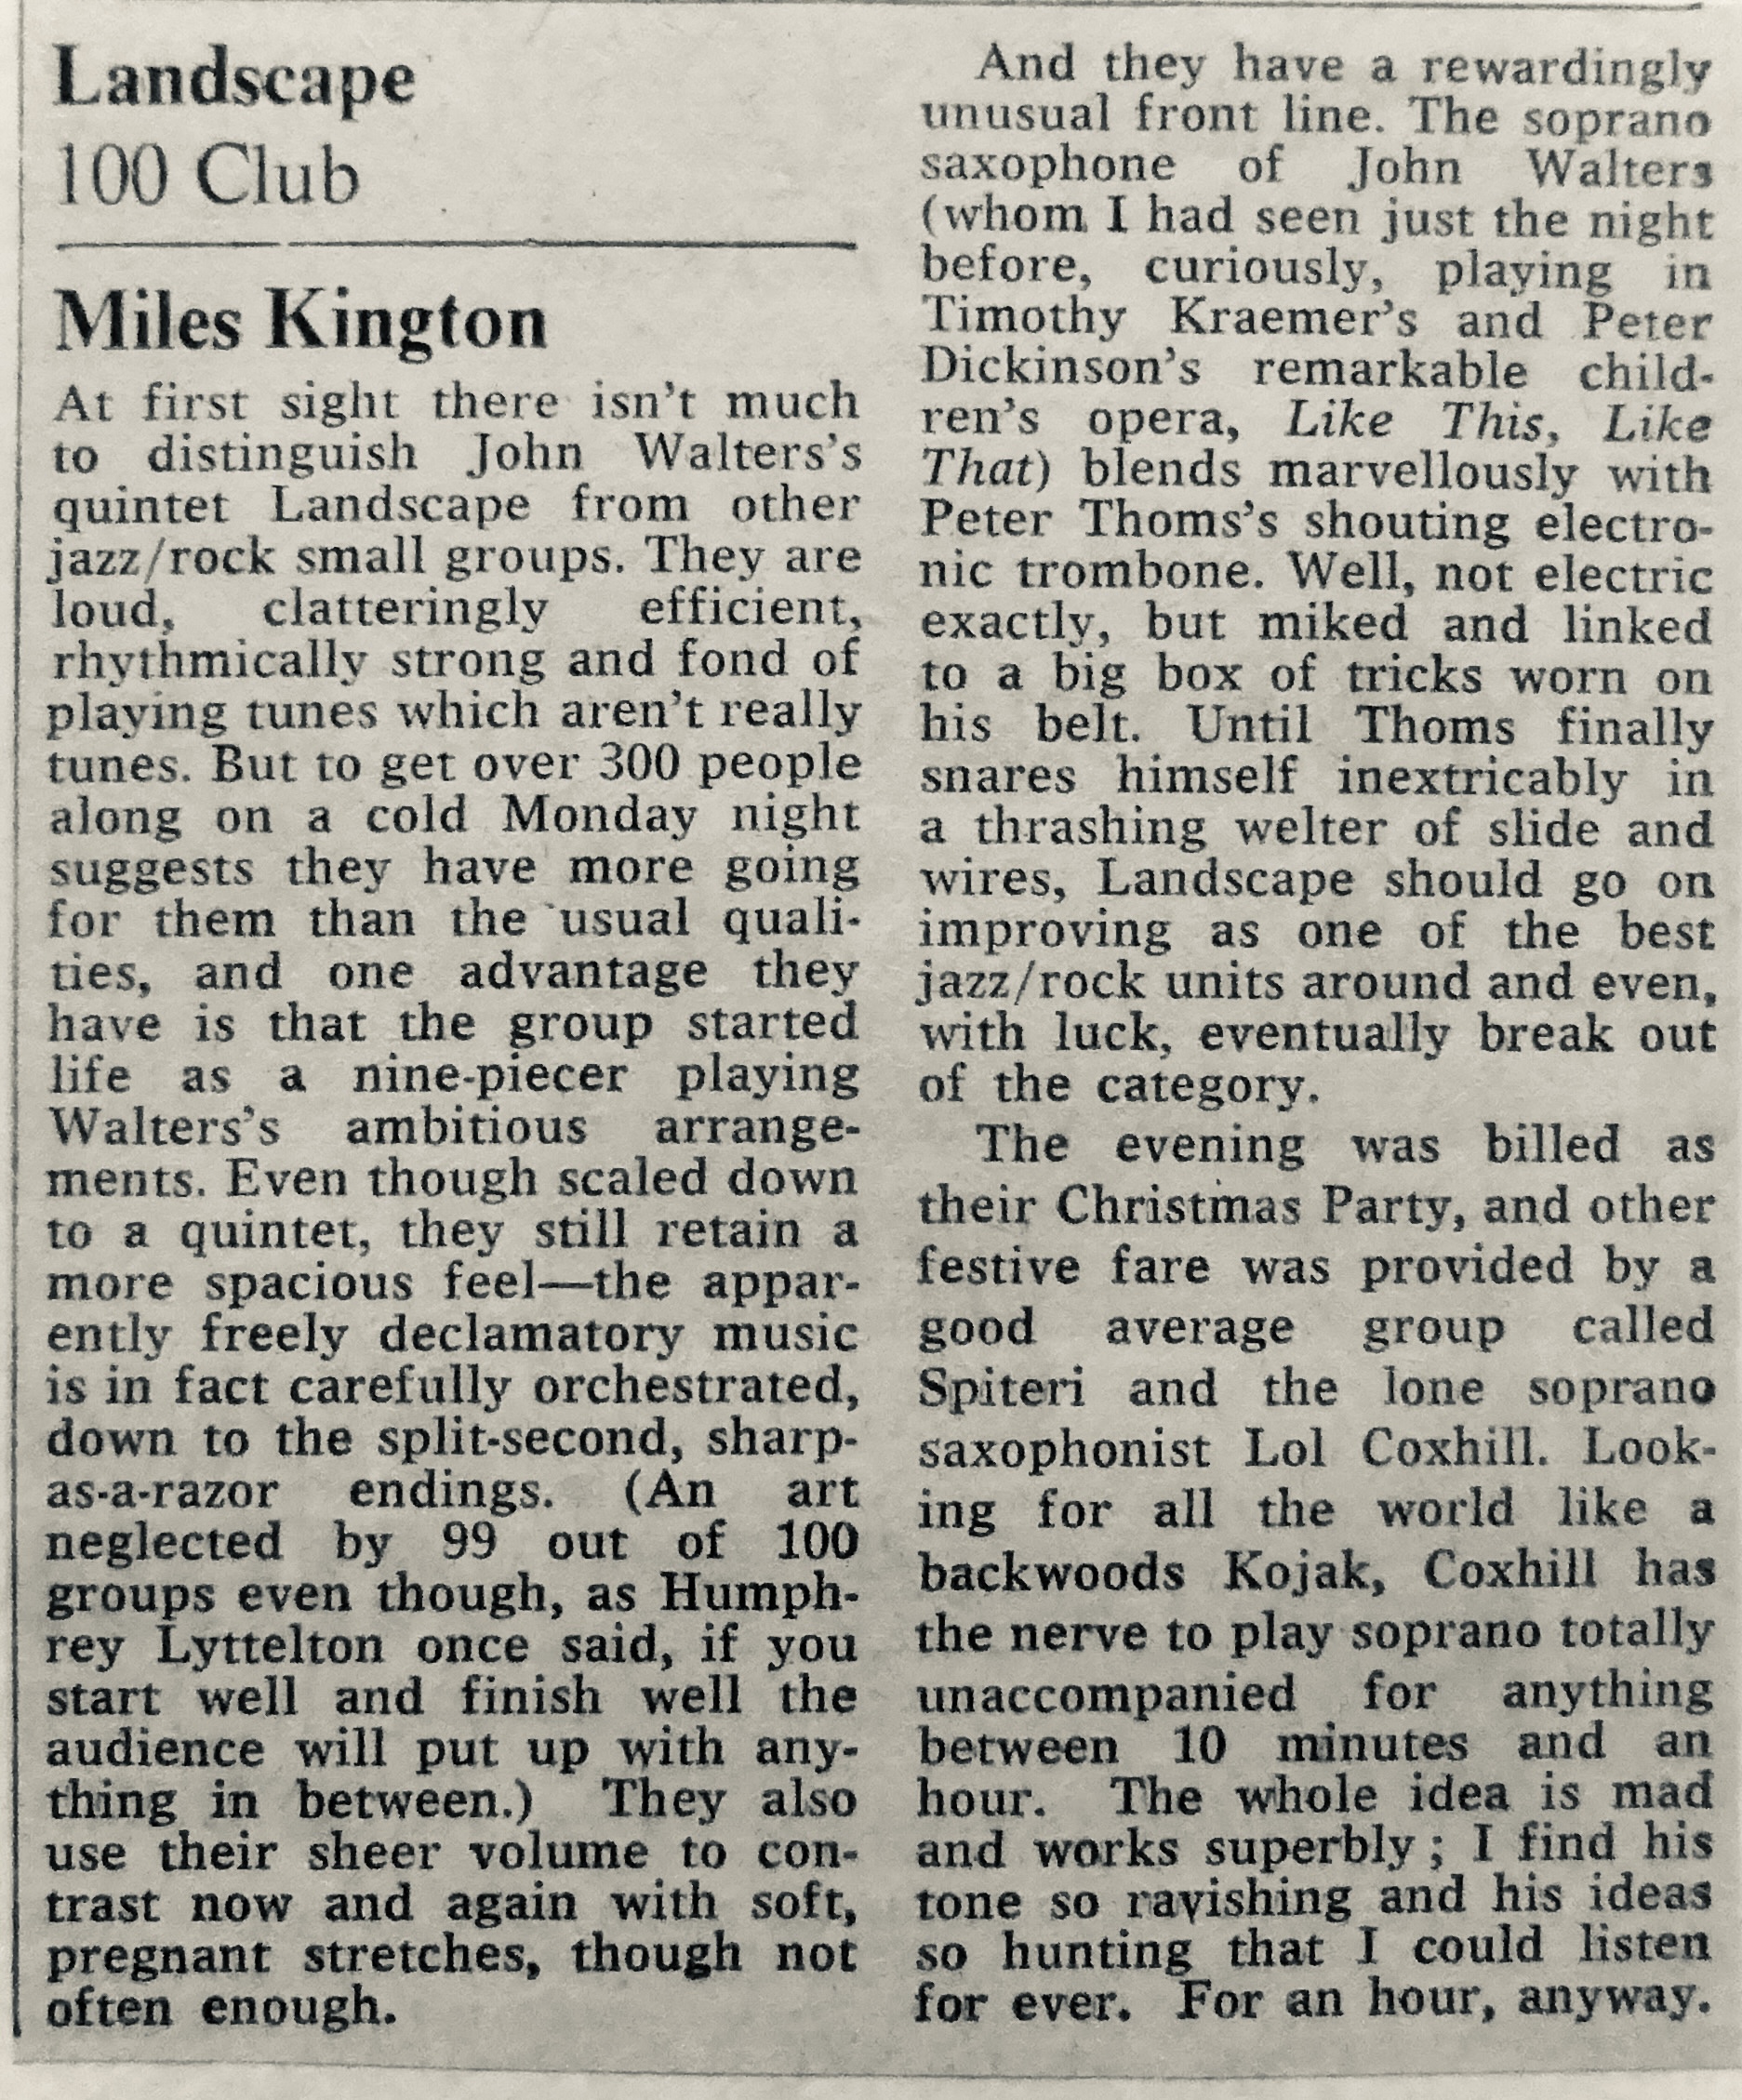 Landscape
100 Club
Miles Kington
At first sight there isn't much
to distinguish John Walters's
quintet Landscape from other
jazz/rock small groups. They are
loud, clatteringly efficient,
rhythmically strong and fond of
playing tunes which aren't really
tunes. But to get over 300 people
along on a cold Monday night
suggests they have more going
for them than the usual quali-
ties, and one advantage they
have is that the group started
life as a nine-piecer playing
Walters's ambitious arrange-
ments. Even though scaled down
to a quintet, they still retain a
more spacious feel—the appar-
ently freely declamatory music
is in fact carefully orchestrated,
down to the split-second, sharp-
as-a-razor endings. (An art
neglected by 99 out of 100
groups even though, as Humph-
rey Lyttelton once said, if you
start well and finish well the
audience will put up with any-
thing in between.) They also
use their sheer volume to con-
trast now and again with soft,
pregnant stretches, though not
often enough.
And they have a rewardingly
unusual front line. The soprano
saxophone of John Walters
(whom I had seen just the night
before, curiously, playing in
Timothy Kraemer's and Peter
Dickinson's remarkable child-
ren's opera, Like This, Like
That) blends marvellously with
Peter Thoms's shouting electro-
nic trombone. Well, not electric
exactly, but miked and linked
to a big box of tricks worn on
his belt. Until Thoms finally
snares himself inextricably in
a thrashing welter of slide and
wires, Landscape should go on
improving as one of the best
jazz/rock units around and even,
with luck, eventually break out
of the category.
The evening was billed as
their Christmas Party, and other
festive fare was provided by a
good average group called
Spiteri and the lone soprano
saxophonist Lol Coxhill. Look-
ing for all the world like a
backwoods Kojak, Coxhill has
the nerve to play soprano totally
unaccompanied for anything
between 10 minutes and an
hour. The whole idea is mad
and works superbly; I find his
tone so ravishing and his ideas
so hunting that I could listen
for ever. For an hour, anyway.